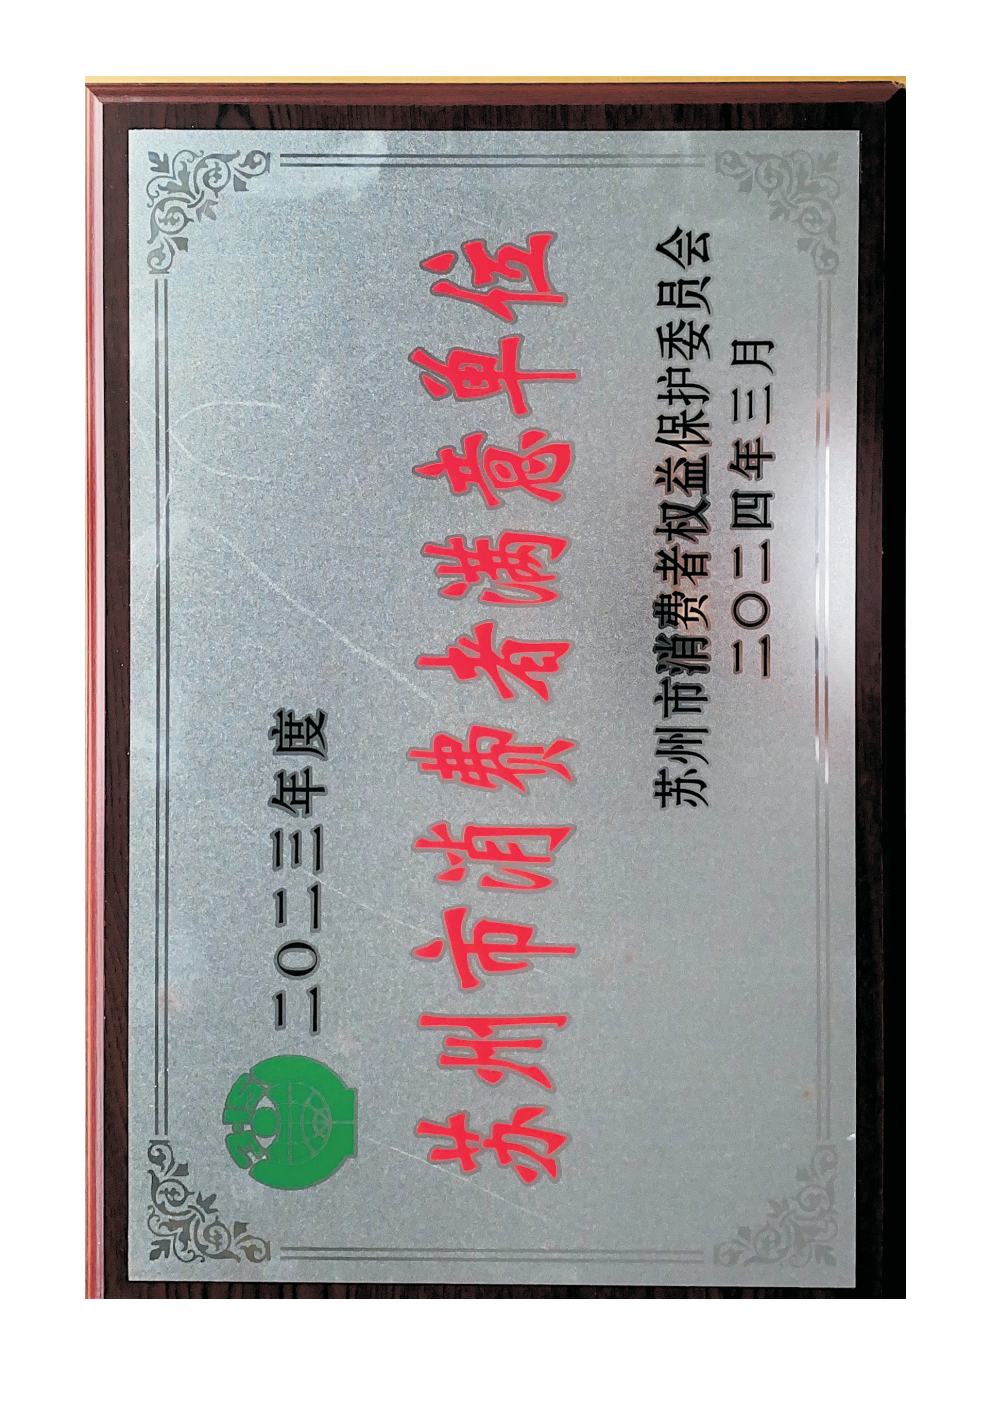 二〇二三年度
苏州市消费者满意单位
苏州市消费者权益保护委员会
二〇二四年三月